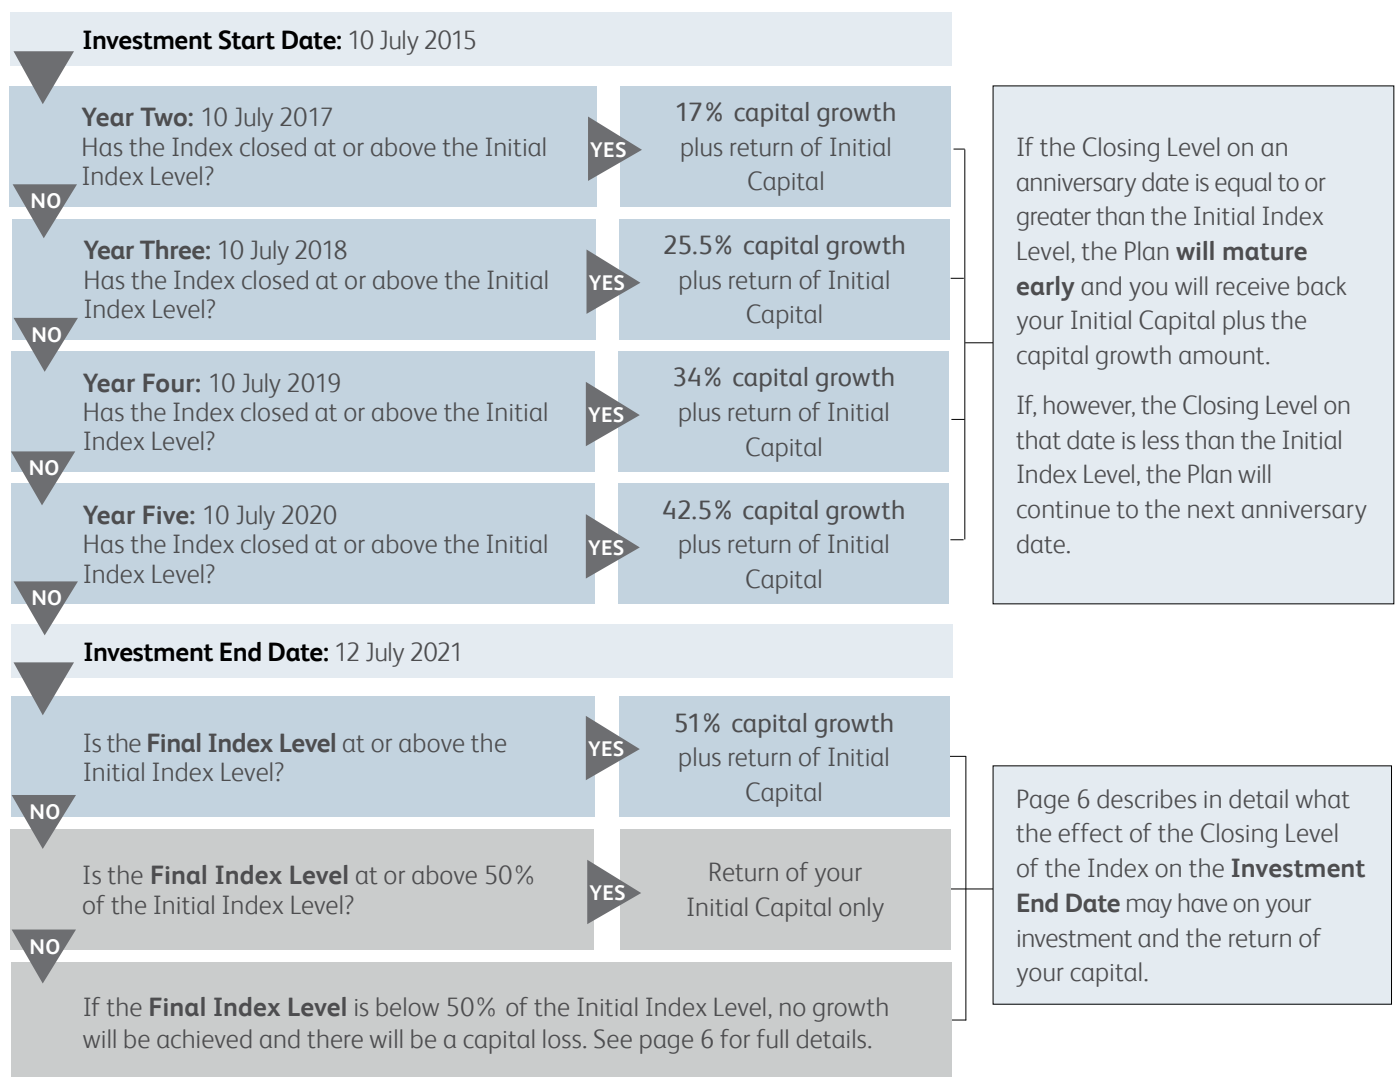 Investment Start Date: 10 July 2015
Year Two: 10 July 2017
Has the Index closed at or above the Initial
Index Level?
YES
17% capital growth
plus return of Initial
Capital
NO
Year Three: 10 July 2018
Has the Index closed at or above the Initial
Index Level?
YES
25.5% capital growth
plus return of Initial
Capital
NO
Year Four: 10 July 2019
Has the Index closed at or above the Initial
Index Level?
YES
34% capital growth
plus return of Initial
Capital
NO
Year Five: 10 July 2020
Has the Index closed at or above the Initial
Index Level?
YES
42.5% capital growth
plus return of Initial
Capital
NO
If the Closing Level on an
anniversary date is equal to or
greater than the Initial Index
Level, the Plan will mature
early and you will receive back
your Initial Capital plus the
capital growth amount.
If, however, the Closing Level on
that date is less than the Initial
Index Level, the Plan will
continue to the next anniversary
date.
Investment End Date: 12 July 2021
Is the Final Index Level at or above the
Initial Index Level?
YES
51% capital growth
plus return of Initial
Capital
NO
Is the Final Index Level at or above 50%
of the Initial Index Level?
YES
Return of your
Initial Capital only
NO
If the Final Index Level is below 50% of the Initial Index Level, no growth
will be achieved and there will be a capital loss. See page 6 for full details.
Page 6 describes in detail what
the effect of the Closing Level
of the Index on the Investment
End Date may have on your
investment and the return of
your capital.